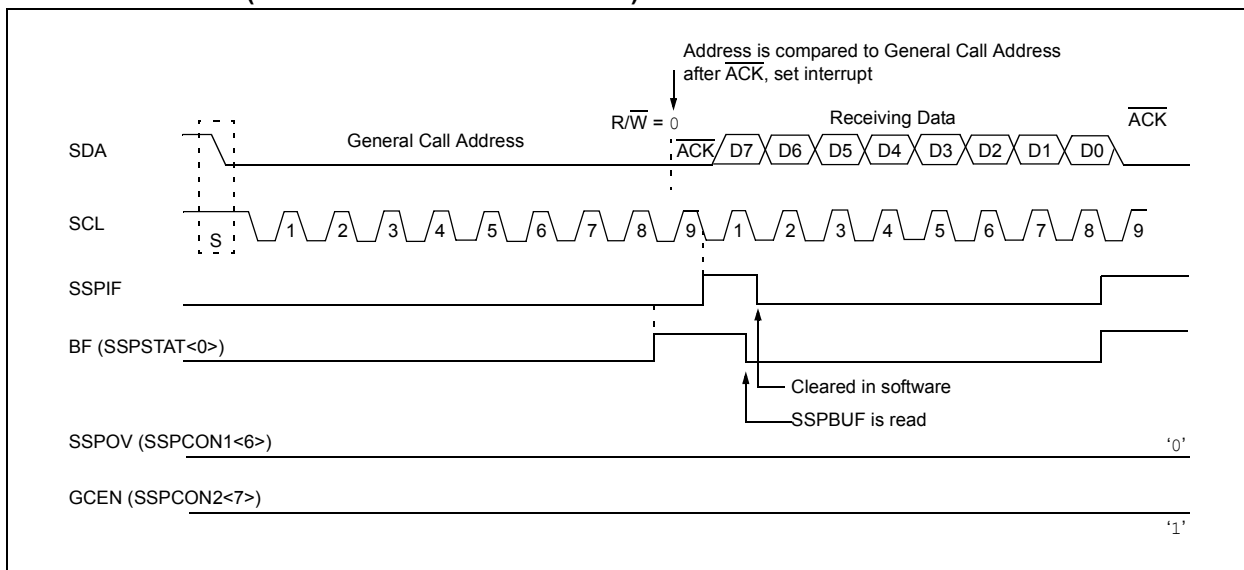 Address is compared to General Call Address
after ACK, set interrupt
R/W = 0
Receiving Data
ACK
General Call Address
SDA
ACK D7 D6 D5 D4 D3 D2 D1 D0
SCL
S
1 2 3 4 5 6 7 8 9 1 2 3 4 5 6 7 8 9
SSPIF
BF (SSPSTAT<0>)
Cleared in software
SSPBUF is read
SSPOV (SSPCON1<6>)
‘0’
GCEN (SSPCON2<7>)
‘1’